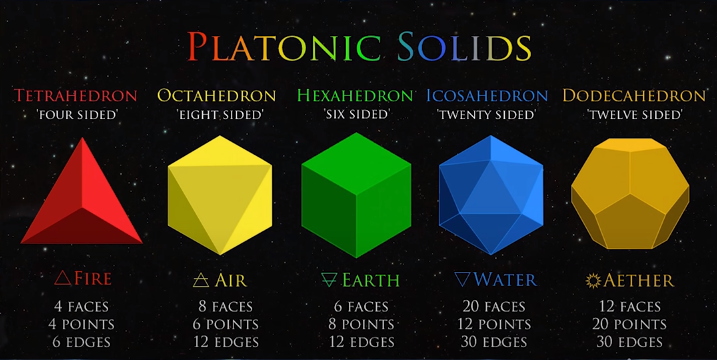 Platonic Solids
Tetrahedron
'Four Sided'
Octahedron
'Eight Sided'
Hexahedron
'Six Sided'
Icosahedron
'Twenty Sided'
Dodecahedron
'Twelve Sided'
Fire
4 Faces
4 Points
6 Edges
Air
8 Faces
6 Points
12 Edges
Earth
6 Faces
8 Points
12 Edges
Water
20 Faces
12 Points
30 Edges
Aether
12 Faces
20 Points
30 Edges